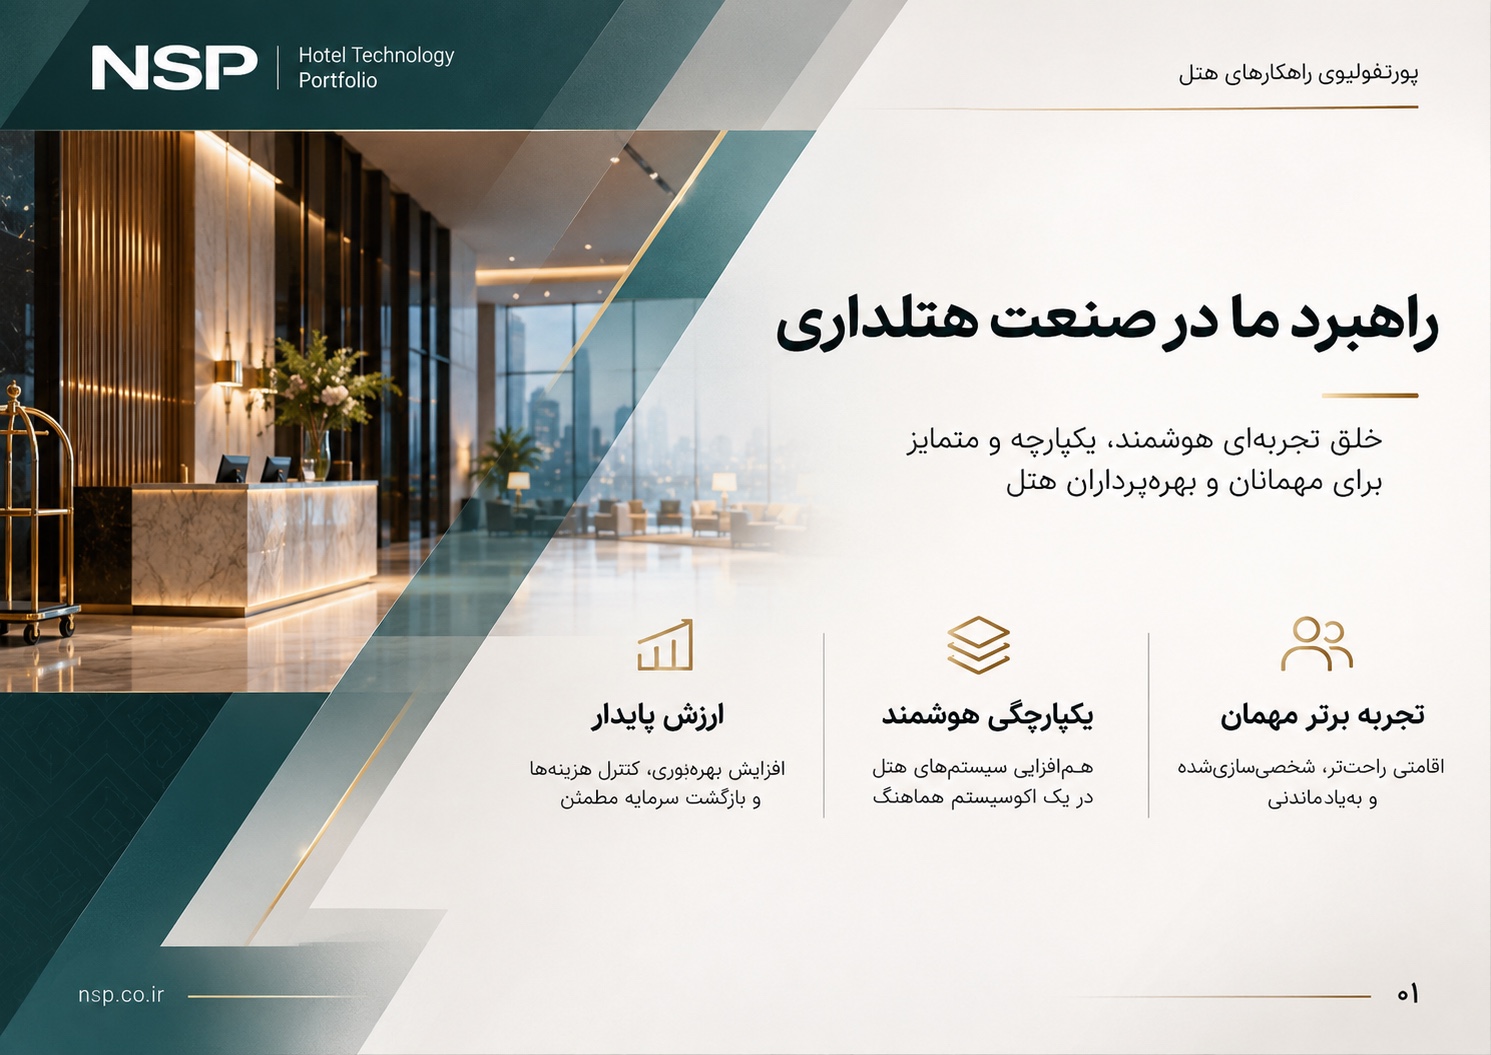 NSP
Hotel Technology
Portfolio
پورتفولیوی راهکارهای هتل
راهبرد ما در صنعت هتلداری
خلق تجربه‌ای هوشمند، یکپارچه و متمایز
برای مهمانان و بهره‌پرداران هتل
تجربه برتر مهمان
اقامتی راحت‌تر، شخصی‌سازی‌شده
و به‌یادماندنی
یکپارچگی هوشمند
هم‌افزایی سیستم‌های هتل
در یک اکوسیستم هماهنگ
ارزش پایدار
افزایش بهره‌وری، کنترل هزینه‌ها
و بازگشت سرمایه مطمئن
nsp.co.ir
۰۱